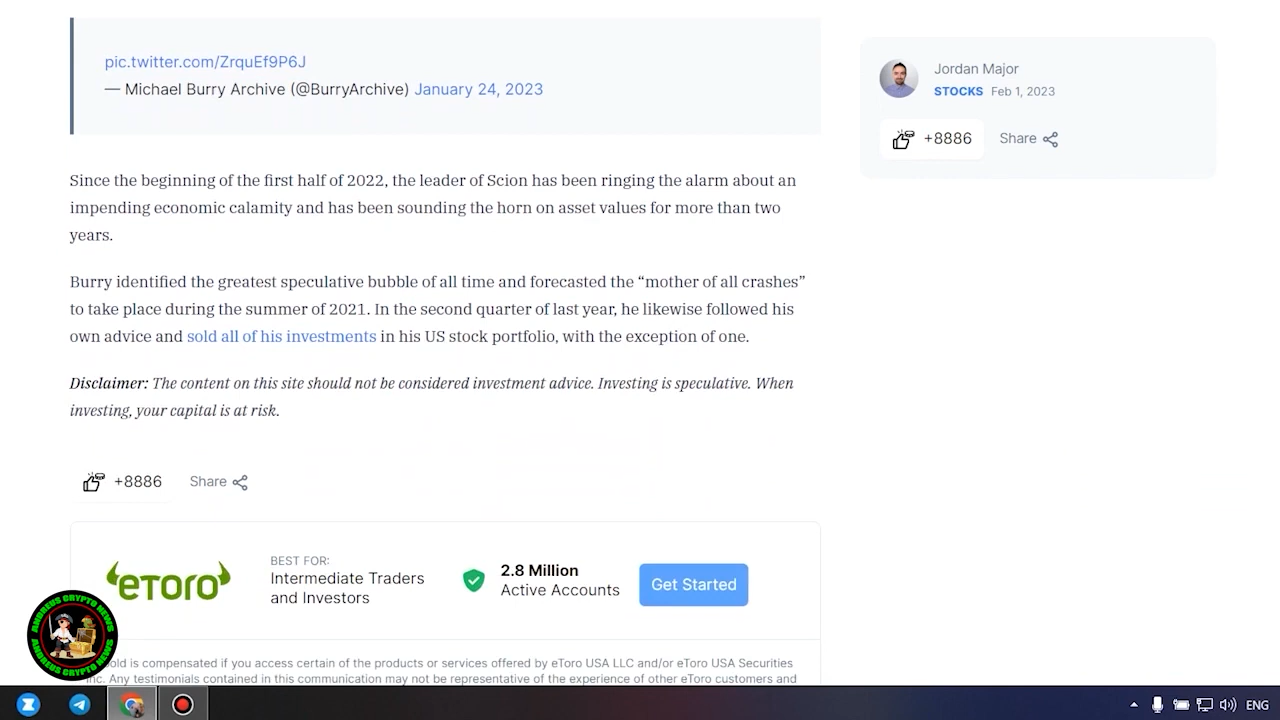 pic.twitter.com/ZrquEf9P6J
— Michael Burry Archive (@BurryArchive) January 24, 2023
Jordan Major
STOCKS Feb 1, 2023
+8886 Share
Since the beginning of the first half of 2022, the leader of Scion has been ringing the alarm about an
impending economic calamity and has been sounding the horn on asset values for more than two
years.
Burry identified the greatest speculative bubble of all time and forecasted the “mother of all crashes”
to take place during the summer of 2021. In the second quarter of last year, he likewise followed his
own advice and sold all of his investments in his US stock portfolio, with the exception of one.
Disclaimer: The content on this site should not be considered investment advice. Investing is speculative. When
investing, your capital is at risk.
+8886 Share
eToro
BEST FOR:
Intermediate Traders
and Investors
2.8 Million
Active Accounts
Get Started
ANDREUS CRYPTO NEWS
ANDREUS CRYPTO NEWS
is compensated if you access certain of the products or services offered by eToro USA LLC and/or eToro USA Securities
Inc. Any testimonials contained in this communication may not be representative of the experience of other eToro customers and
ENG